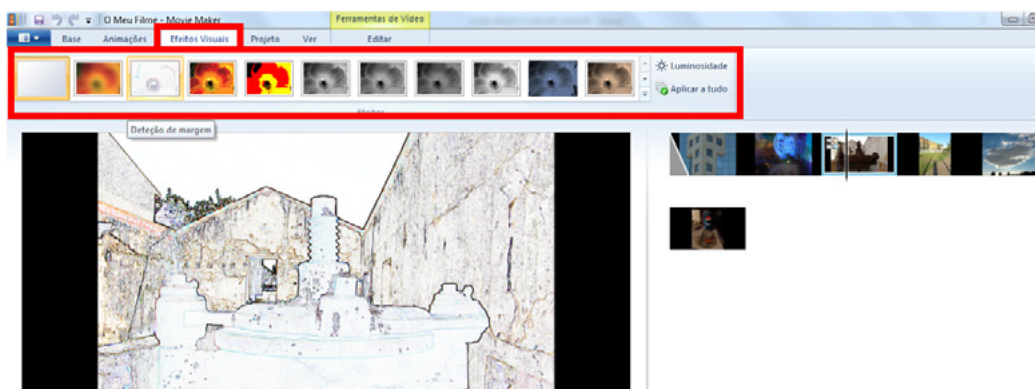 O Meu Filme - Movie Maker
Ferramentas de Vídeo
Base Animações Efeitos Visuais Projeto Ver Editar
Luminosidade
Aplicar a tudo
Efeitos
Deteção de margem